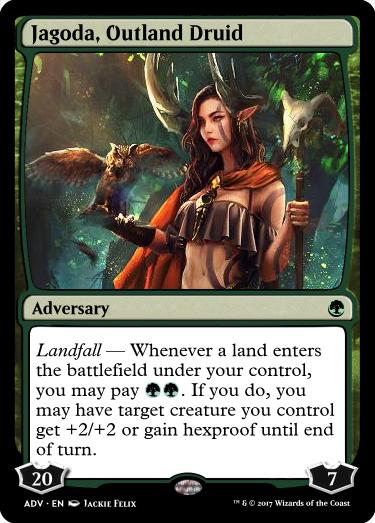 Jagoda, Outland Druid
Adversary
Landfall — Whenever a land enters
the battlefield under your control,
you may pay . If you do, you
may have target creature you control
get +2/+2 or gain hexproof until end
of turn.
20
7
ADV · EN Jackie Felix
™ & © 2017 Wizards of the Coast